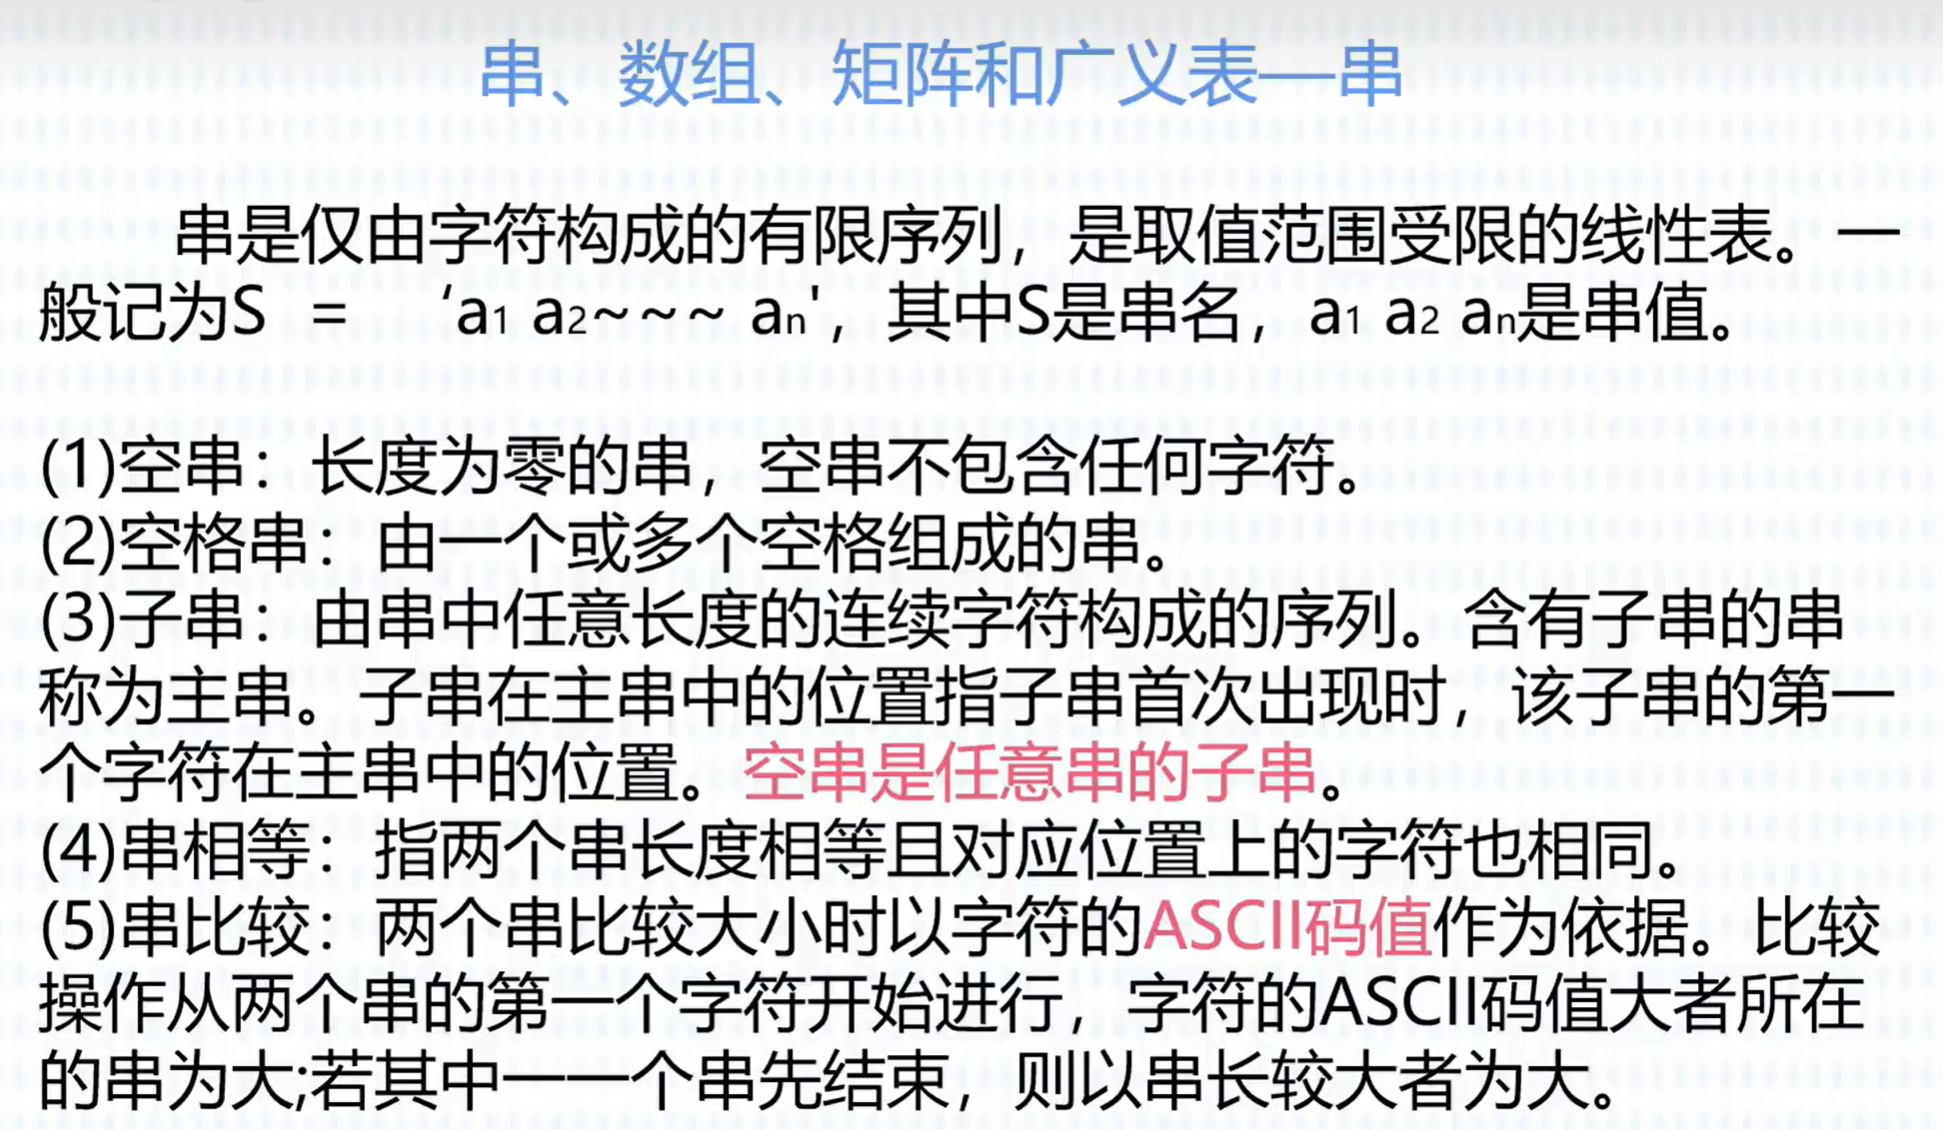 串、数组、矩阵和广义表—串
串是仅由字符构成的有限序列，是取值范围受限的线性表。一
般记为S = ‘a₁ a₂~~~ aₙ'，其中S是串名，a₁ a₂ aₙ是串值。
(1)空串：长度为零的串，空串不包含任何字符。
(2)空格串：由一个或多个空格组成的串。
(3)子串：由串中任意长度的连续字符构成的序列。含有子串的串
称为主串。子串在主串中的位置指子串首次出现时，该子串的第一
个字符在主串中的位置。空串是任意串的子串。
(4)串相等：指两个串长度相等且对应位置上的字符也相同。
(5)串比较：两个串比较大小时以字符的ASCII码值作为依据。比较
操作从两个串的第一个字符开始进行，字符的ASCII码值大者所在
的串为大;若其中一一个串先结束，则以串长较大者为大。